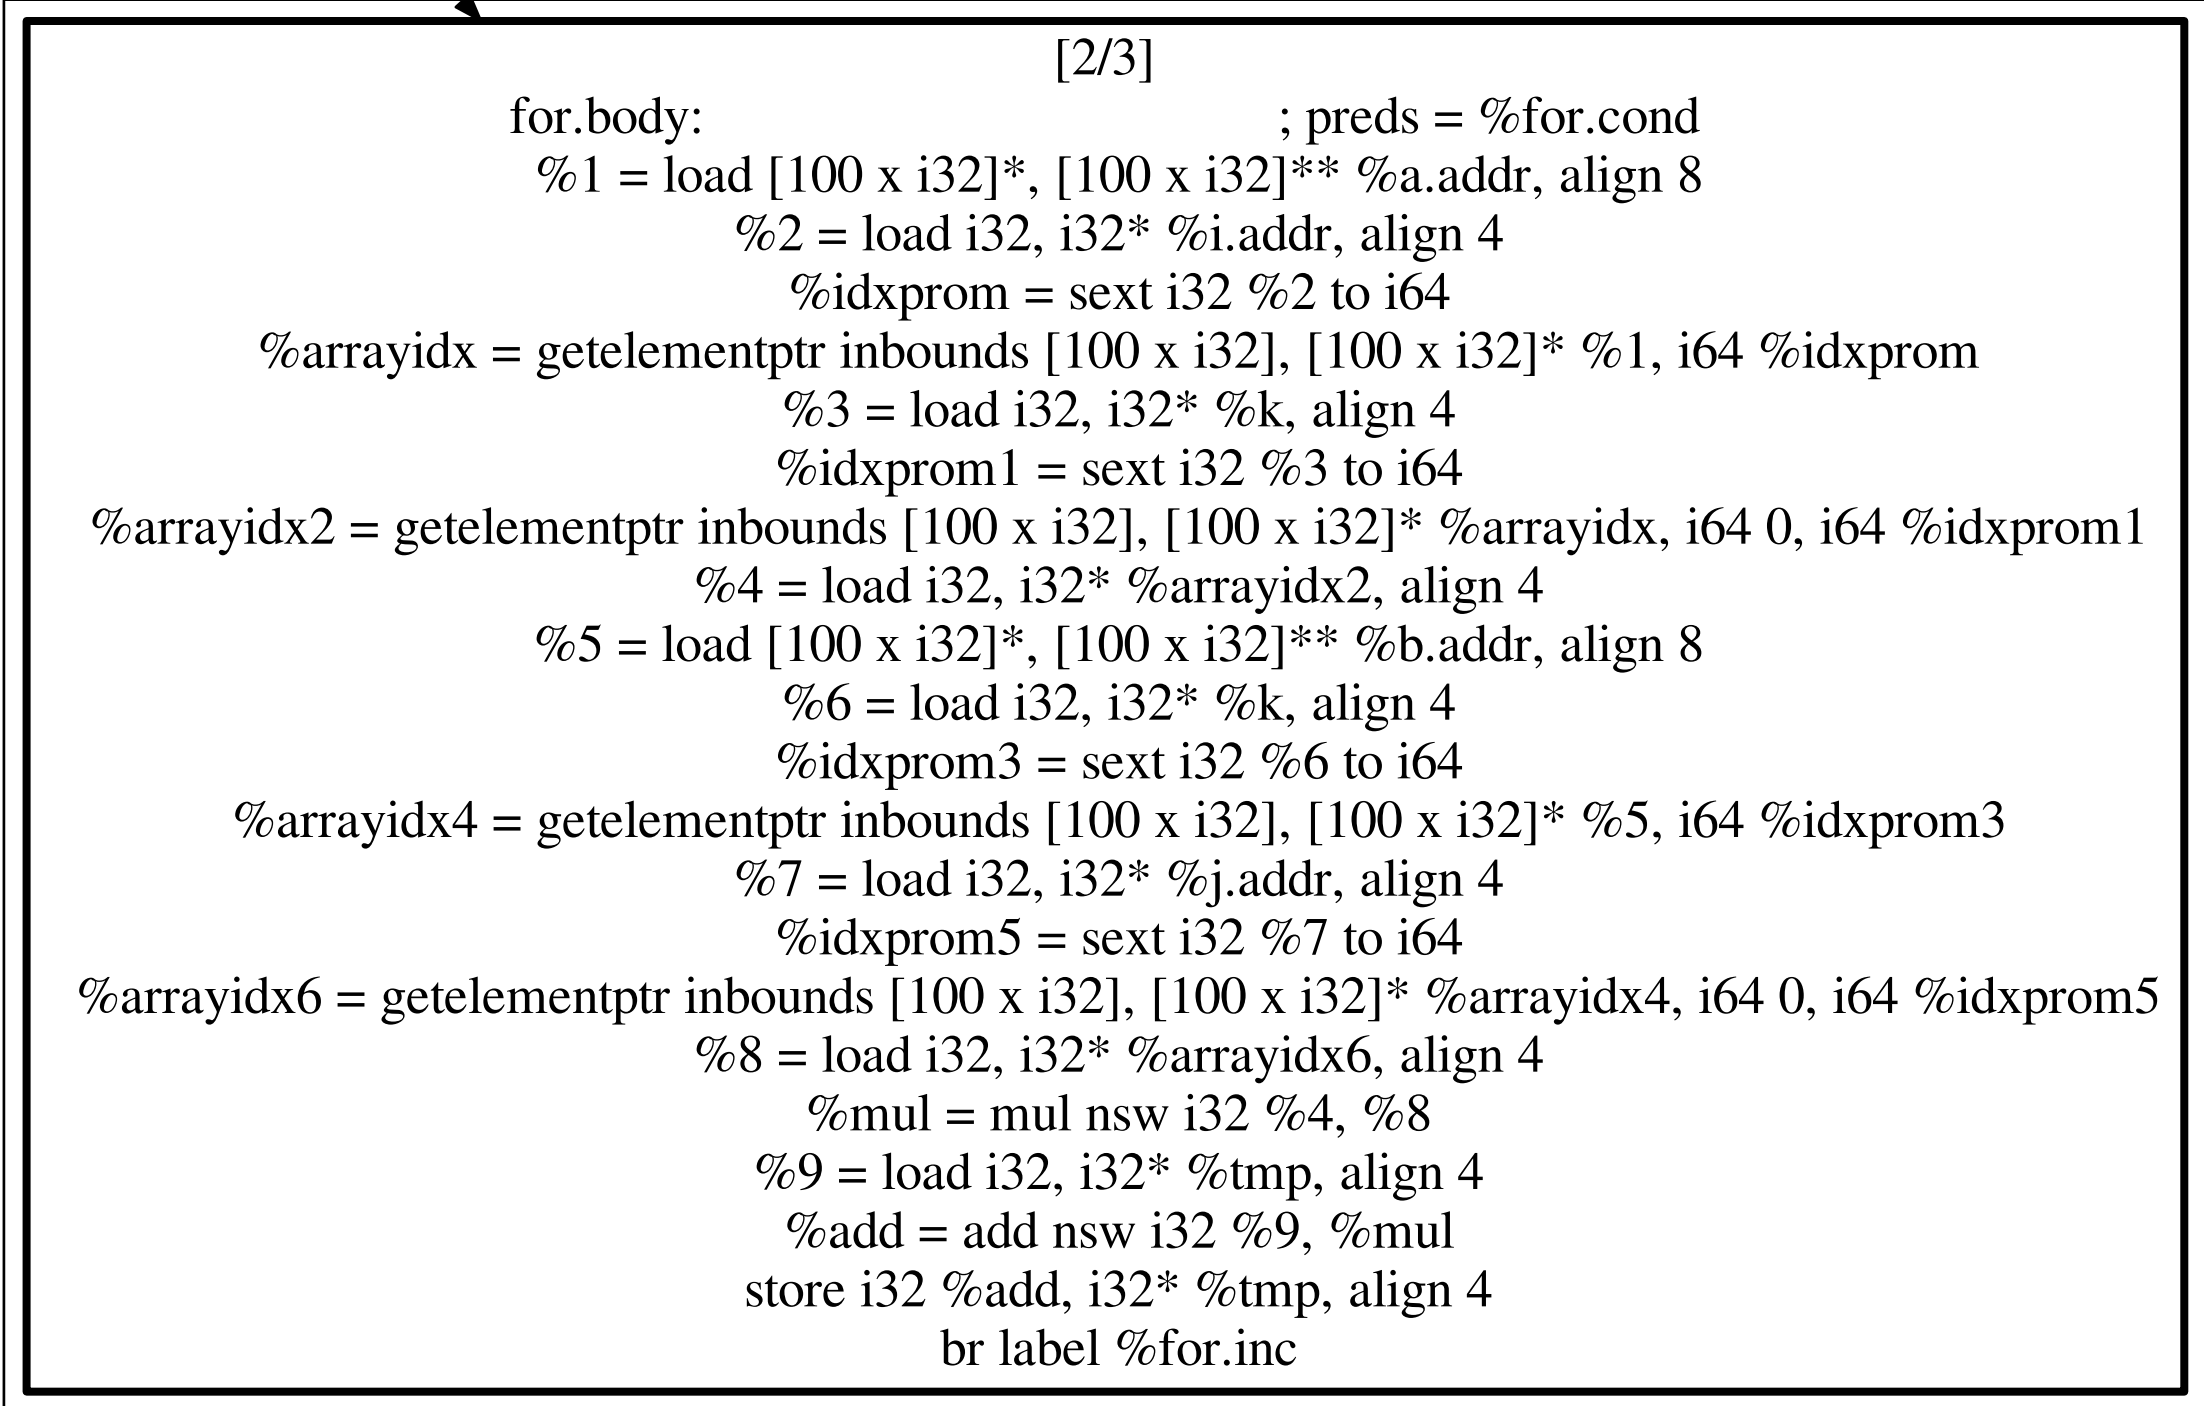 [2/3]
for.body: ; preds = %for.cond
%1 = load [100 x i32]*, [100 x i32]** %a.addr, align 8
%2 = load i32, i32* %i.addr, align 4
%idxprom = sext i32 %2 to i64
%arrayidx = getelementptr inbounds [100 x i32], [100 x i32]* %1, i64 %idxprom
%3 = load i32, i32* %k, align 4
%idxprom1 = sext i32 %3 to i64
%arrayidx2 = getelementptr inbounds [100 x i32], [100 x i32]* %arrayidx, i64 0, i64 %idxprom1
%4 = load i32, i32* %arrayidx2, align 4
%5 = load [100 x i32]*, [100 x i32]** %b.addr, align 8
%6 = load i32, i32* %k, align 4
%idxprom3 = sext i32 %6 to i64
%arrayidx4 = getelementptr inbounds [100 x i32], [100 x i32]* %5, i64 %idxprom3
%7 = load i32, i32* %j.addr, align 4
%idxprom5 = sext i32 %7 to i64
%arrayidx6 = getelementptr inbounds [100 x i32], [100 x i32]* %arrayidx4, i64 0, i64 %idxprom5
%8 = load i32, i32* %arrayidx6, align 4
%mul = mul nsw i32 %4, %8
%9 = load i32, i32* %tmp, align 4
%add = add nsw i32 %9, %mul
store i32 %add, i32* %tmp, align 4
br label %for.inc